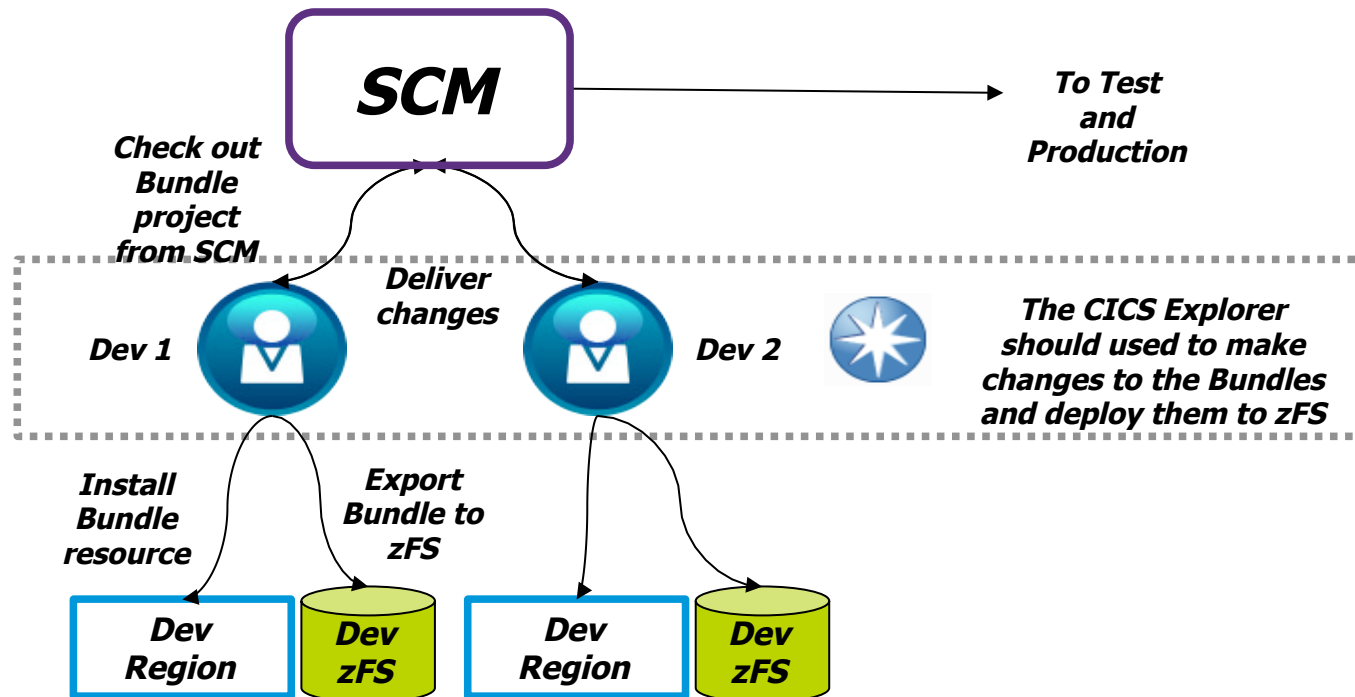 SCM
To Test
and
Production
Check out
Bundle
project
from SCM
Deliver
changes
Dev 1
Dev 2
The CICS Explorer
should used to make
changes to the Bundles
and deploy them to zFS
Install
Bundle
resource
Export
Bundle to
zFS
Dev
Region
Dev
zFS
Dev
Region
Dev
zFS